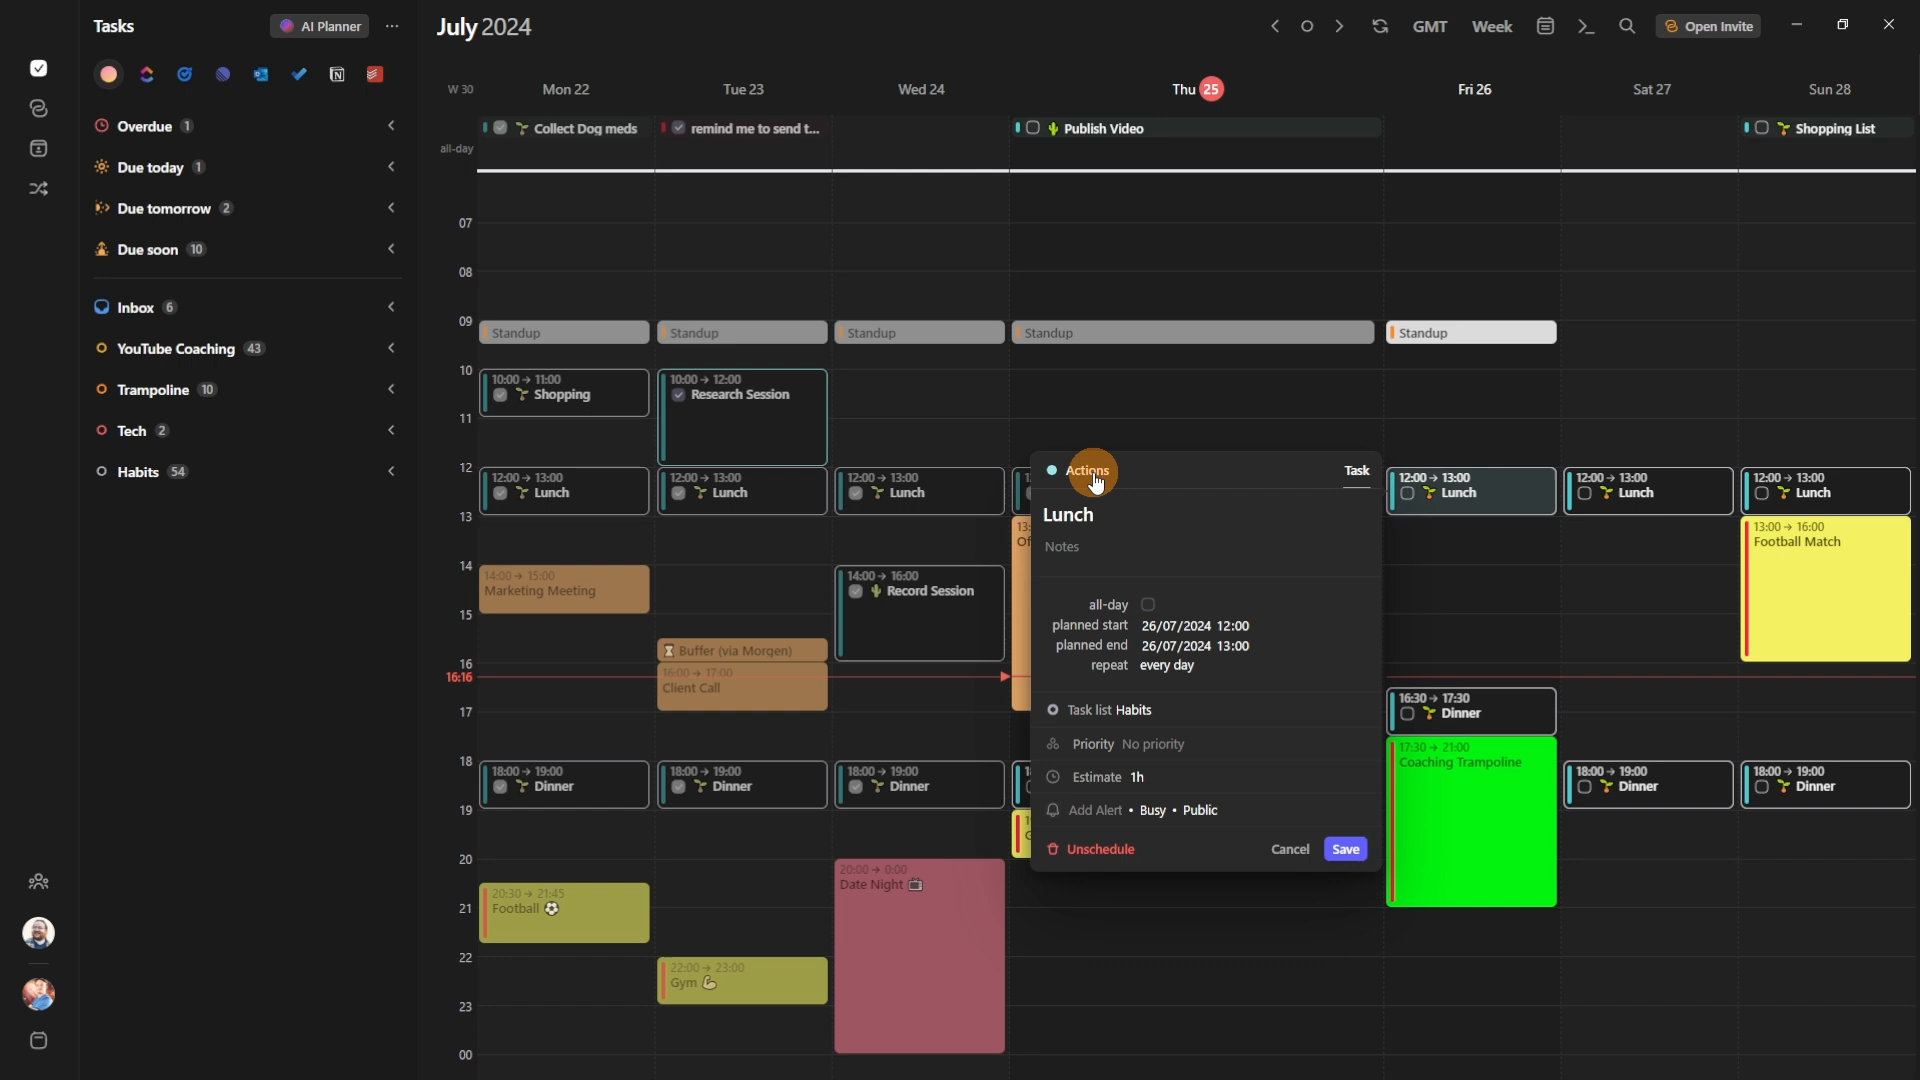 Tasks
AI Planner
Overdue 1
Due today 1
Due tomorrow 2
Due soon 10
Inbox 6
YouTube Coaching 43
Trampoline 10
Tech 2
Habits 54
July 2024
GMT
Week
Open Invite
W 30
Mon 22
Tue 23
Wed 24
Thu 25
Fri 26
Sat 27
Sun 28
all-day
Collect Dog meds
remind me to send t...
Publish Video
Shopping List
07
08
09
Standup
Standup
Standup
Standup
Standup
10
10:00 → 11:00
Shopping
10:00 → 12:00
Research Session
11
12
12:00 → 13:00
Lunch
12:00 → 13:00
Lunch
12:00 → 13:00
Lunch
12:00 → 13:00
Lunch
12:00 → 13:00
Lunch
12:00 → 13:00
Lunch
13
13:00 → 16:00
Football Match
14
14:00 → 15:00
Marketing Meeting
14:00 → 16:00
Record Session
15
Buffer (via Morgen)
16
16:16
16:00 → 17:00
Client Call
16:30 → 17:30
Dinner
17
17:30 → 21:00
Coaching Trampoline
18
18:00 → 19:00
Dinner
18:00 → 19:00
Dinner
18:00 → 19:00
Dinner
18:00 → 19:00
Dinner
18:00 → 19:00
Dinner
19
20
20:00 → 0:00
Date Night
20:30 → 21:45
Football
21
22
22:00 → 23:00
Gym
23
00
Actions
Task
Lunch
Notes
all-day
planned start 26/07/2024 12:00
planned end 26/07/2024 13:00
repeat every day
Task list Habits
Priority No priority
Estimate 1h
Add Alert • Busy • Public
Unschedule
Cancel
Save